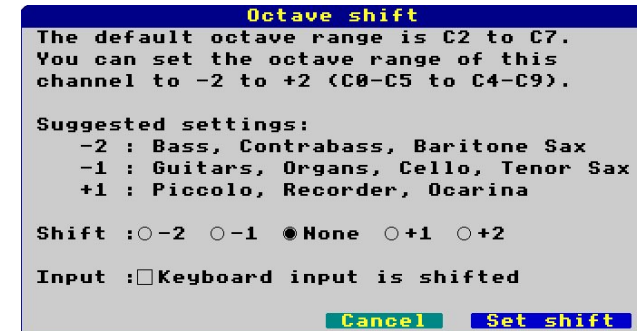 Octave shift
The default octave range is C2 to C7.
You can set the octave range of this
channel to -2 to +2 (C0-C5 to C4-C9).
Suggested settings:
-2 : Bass, Contrabass, Baritone Sax
-1 : Guitars, Organs, Cello, Tenor Sax
+1 : Piccolo, Recorder, Ocarina
Shift :○-2 ○-1 ◉None ○+1 ○+2
Input :□Keyboard input is shifted
Cancel Set shift